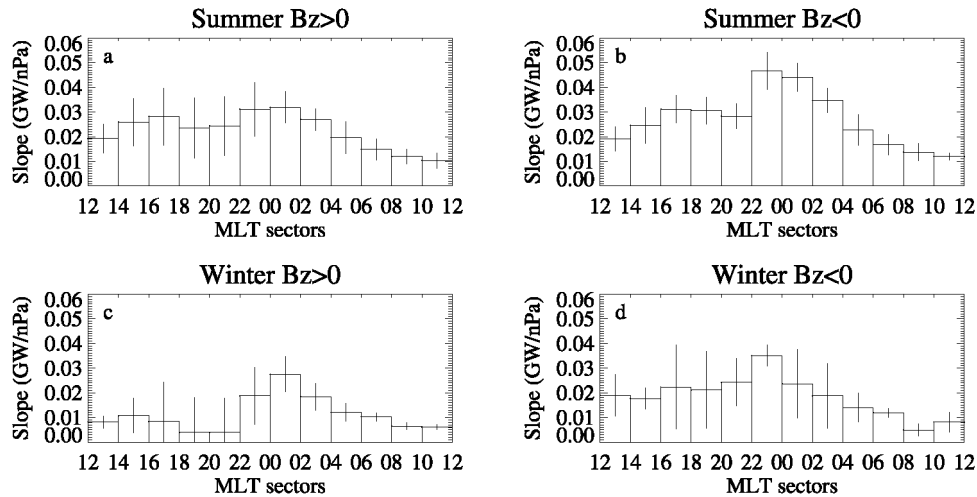 Summer Bz>0
a
Slope (GW/nPa)
0.06
0.05
0.04
0.03
0.02
0.01
0.00
12 14 16 18 20 22 00 02 04 06 08 10 12
MLT sectors
Summer Bz<0
b
Slope (GW/nPa)
0.06
0.05
0.04
0.03
0.02
0.01
0.00
12 14 16 18 20 22 00 02 04 06 08 10 12
MLT sectors
Winter Bz>0
c
Slope (GW/nPa)
0.06
0.05
0.04
0.03
0.02
0.01
0.00
12 14 16 18 20 22 00 02 04 06 08 10 12
MLT sectors
Winter Bz<0
d
Slope (GW/nPa)
0.06
0.05
0.04
0.03
0.02
0.01
0.00
12 14 16 18 20 22 00 02 04 06 08 10 12
MLT sectors